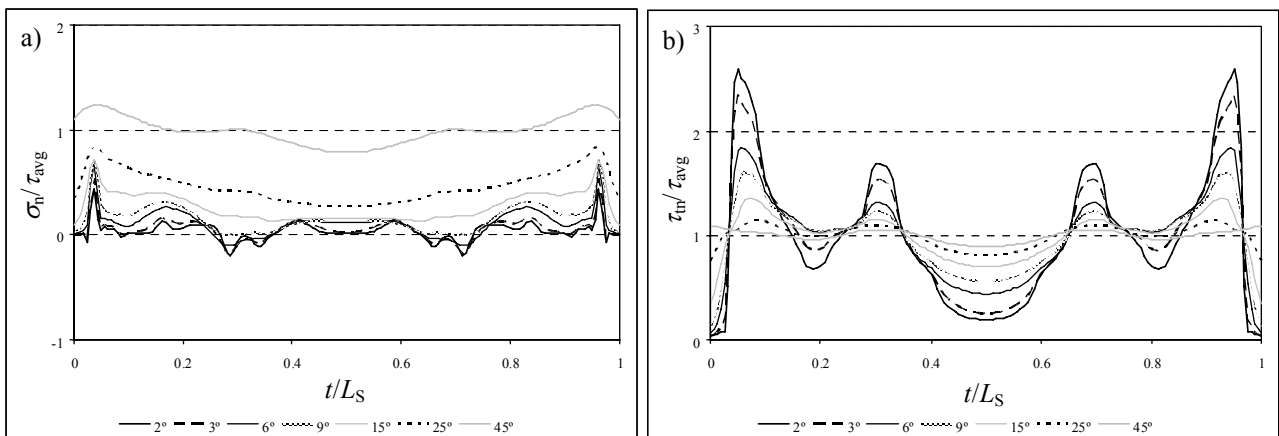 a)
2
1
0
-1
σn/ τavg
0 0.2 0.4 0.6 0.8 1
t/LS
2º 3º 6º 9º 15º 25º 45º
b)
3
2
1
0
τtn/ τavg
0 0.2 0.4 0.6 0.8 1
t/LS
2º 3º 6º 9º 15º 25º 45º